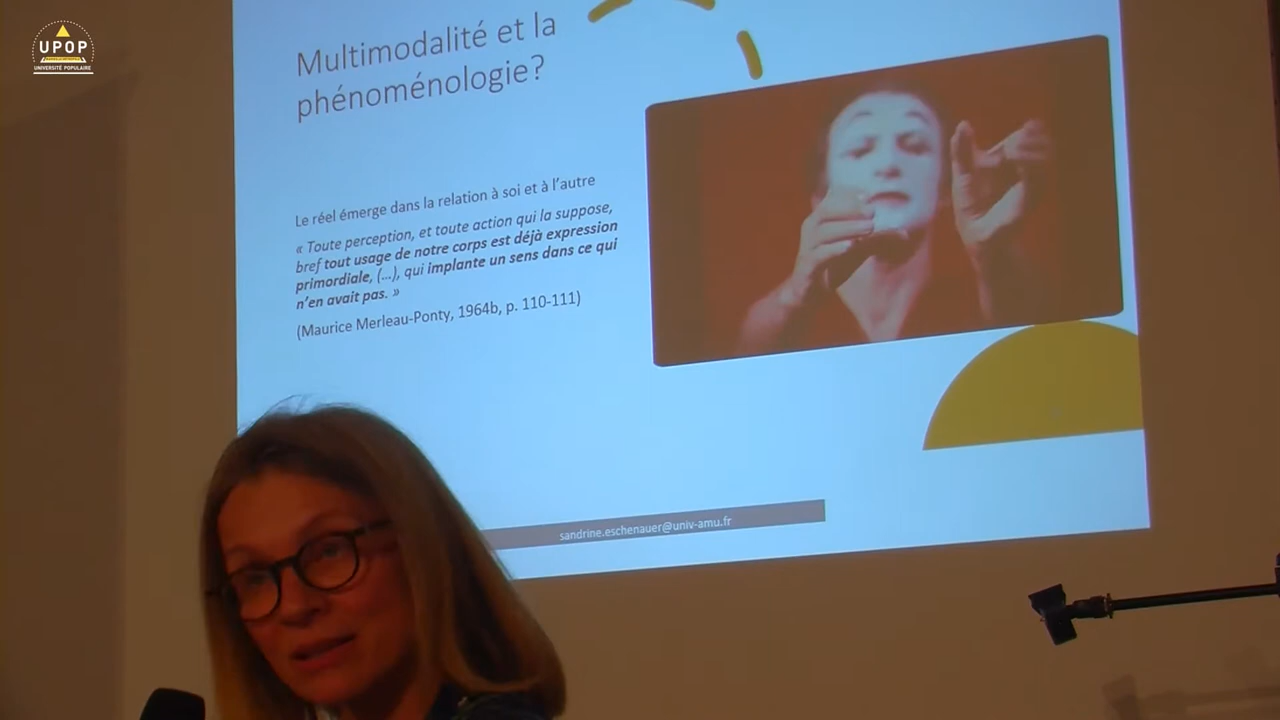 UPOP
UNIVERSITÉ POPULAIRE
Multimodalité et la
phénoménologie?
Le réel émerge dans la relation à soi et à l'autre
« Toute perception, et toute action qui la suppose,
bref tout usage de notre corps est déjà expression
primordiale, (…), qui implante un sens dans ce qui
n'en avait pas. »
(Maurice Merleau-Ponty, 1964b, p. 110-111)
sandrine.eschenauer@univ-amu.fr